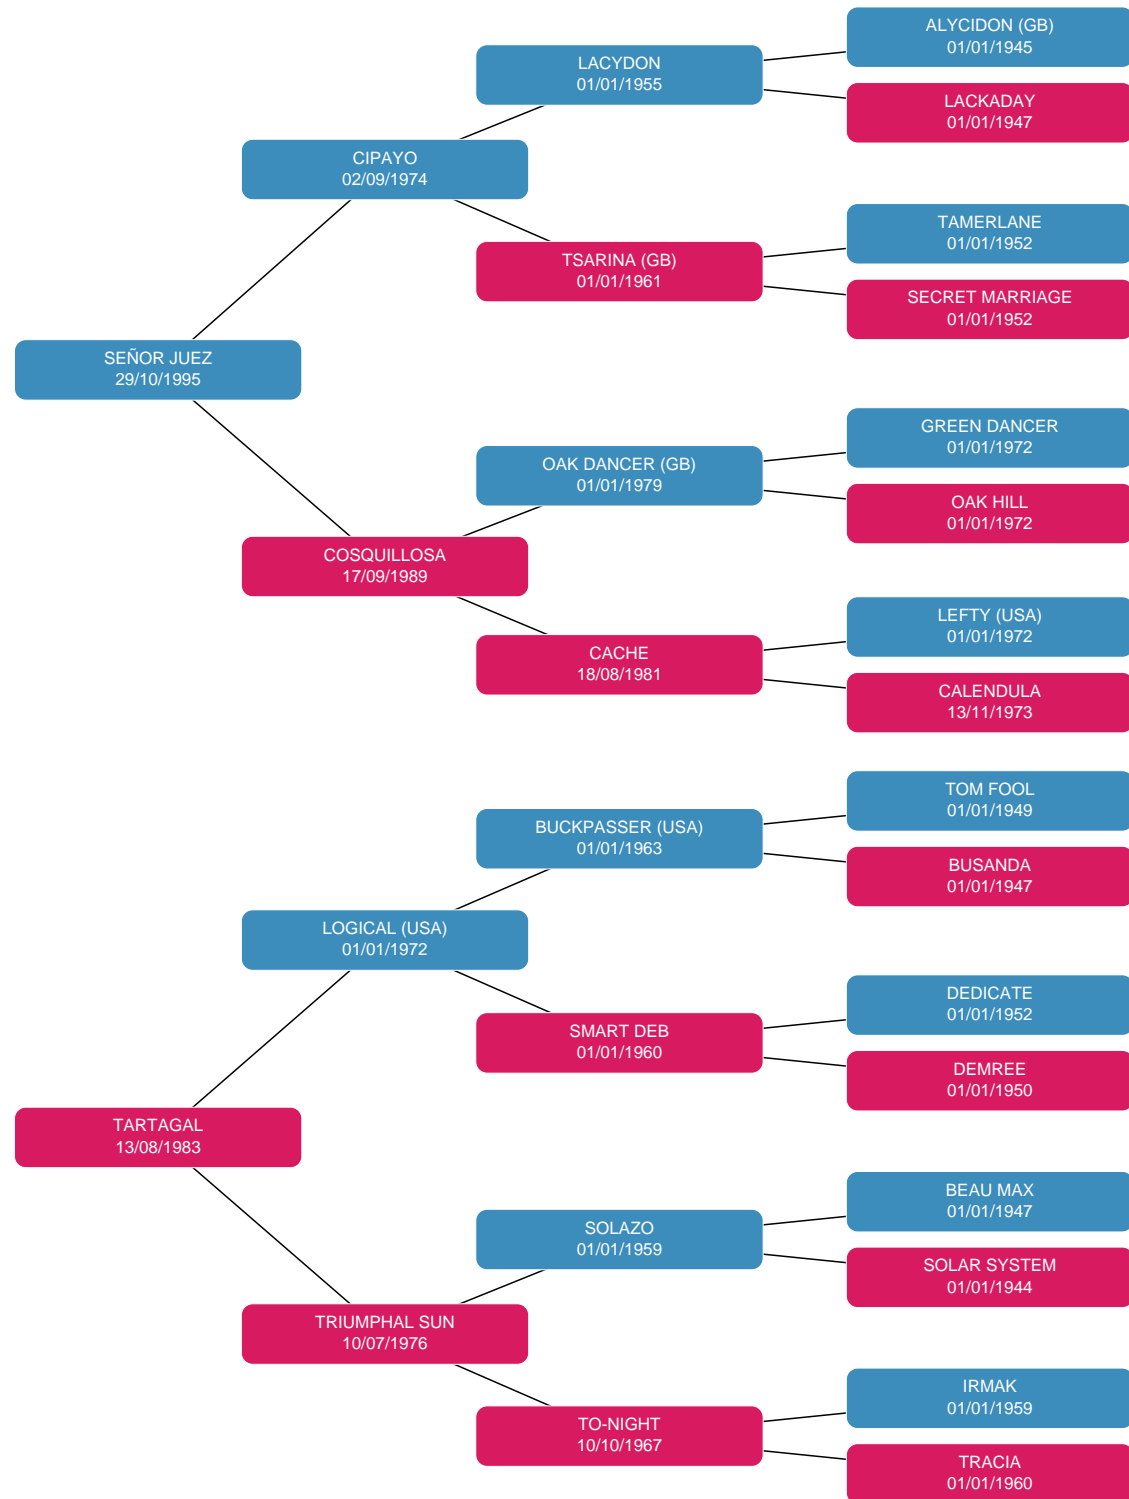 ALYCIDON (GB)
01/01/1945
LACYDON
01/01/1955
LACKADAY
01/01/1947
CIPAYO
02/09/1974
TAMERLANE
01/01/1952
TSARINA (GB)
01/01/1961
SECRET MARRIAGE
01/01/1952
SEÑOR JUEZ
29/10/1995
GREEN DANCER
01/01/1972
OAK DANCER (GB)
01/01/1979
OAK HILL
01/01/1972
COSQUILLOSA
17/09/1989
LEFTY (USA)
01/01/1972
CACHE
18/08/1981
CALENDULA
13/11/1973
TOM FOOL
01/01/1949
BUCKPASSER (USA)
01/01/1963
BUSANDA
01/01/1947
LOGICAL (USA)
01/01/1972
DEDICATE
01/01/1952
SMART DEB
01/01/1960
DEMREE
01/01/1950
TARTAGAL
13/08/1983
BEAU MAX
01/01/1947
SOLAZO
01/01/1959
SOLAR SYSTEM
01/01/1944
TRIUMPHAL SUN
10/07/1976
IRMAK
01/01/1959
TO-NIGHT
10/10/1967
TRACIA
01/01/1960